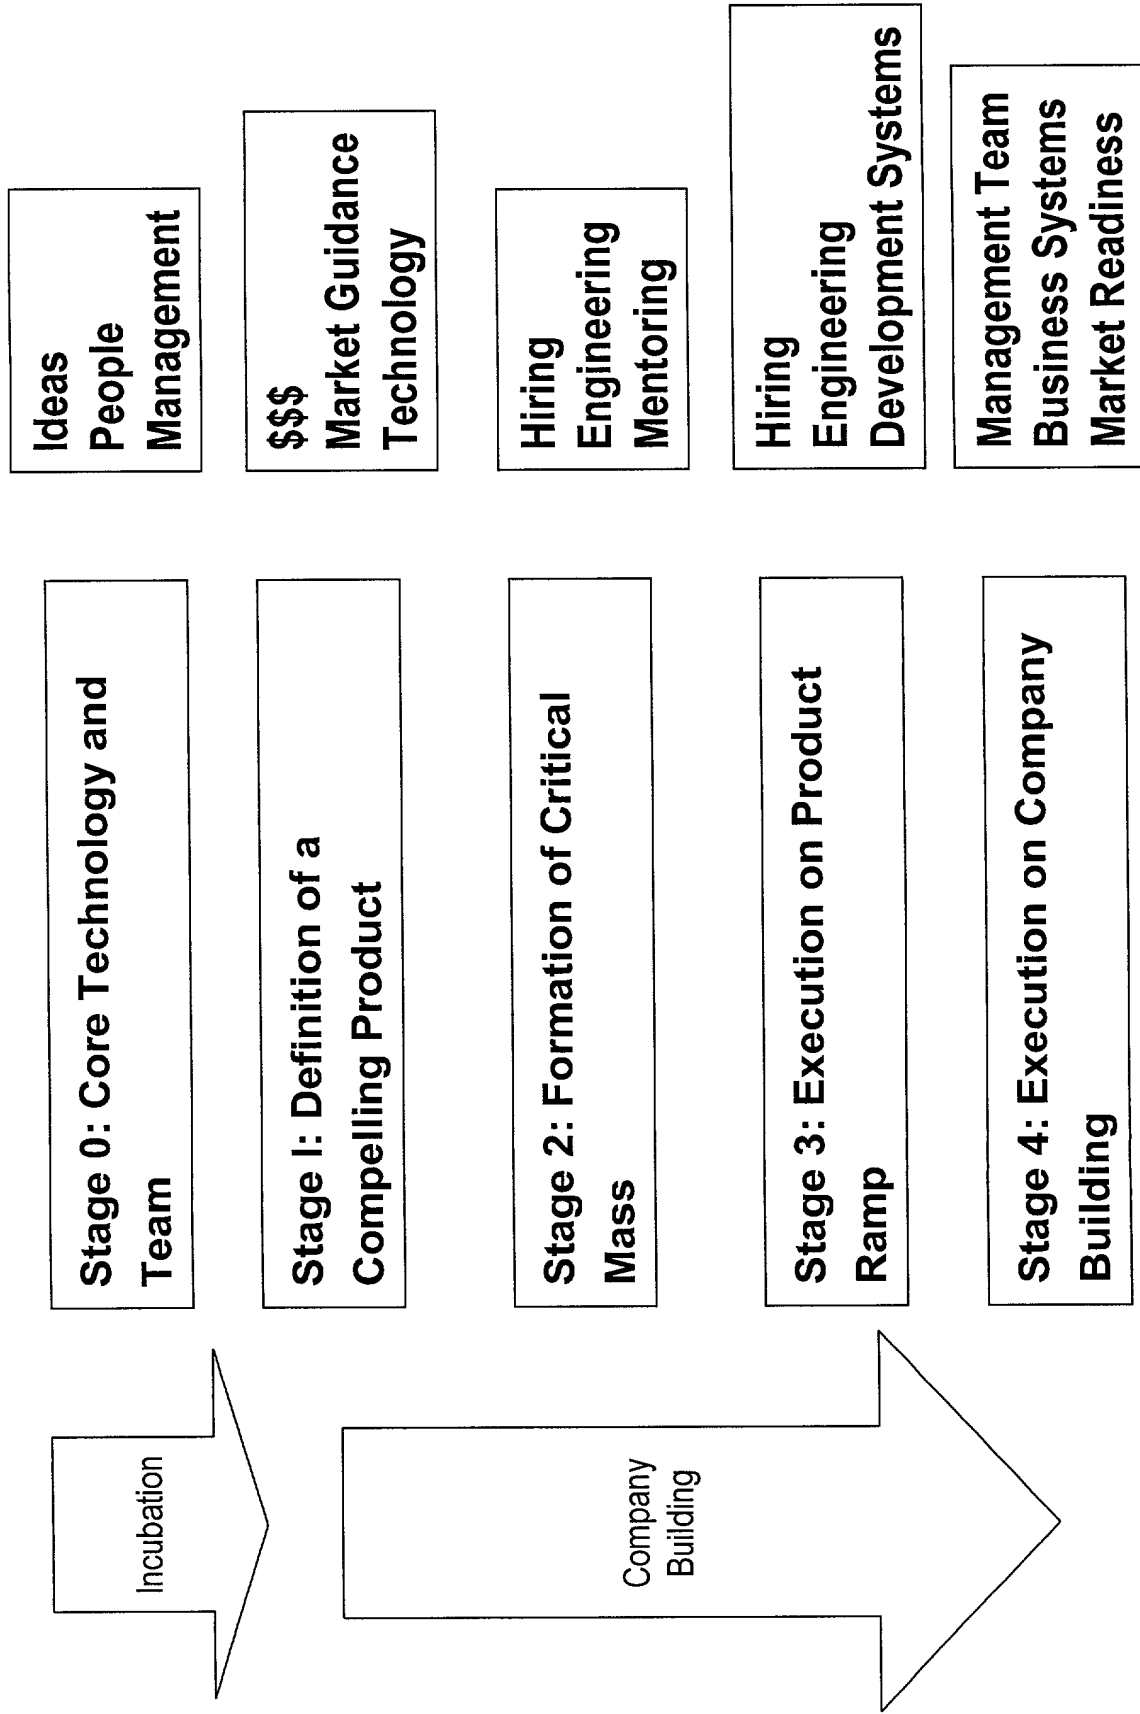 Incubation
Stage 0: Core Technology and
Team
Ideas
People
Management
Stage I: Definition of a
Compelling Product
$$$
Market Guidance
Technology
Company
Building
Stage 2: Formation of Critical
Mass
Hiring
Engineering
Mentoring
Stage 3: Execution on Product
Ramp
Hiring
Engineering
Development Systems
Stage 4: Execution on Company
Building
Management Team
Business Systems
Market Readiness